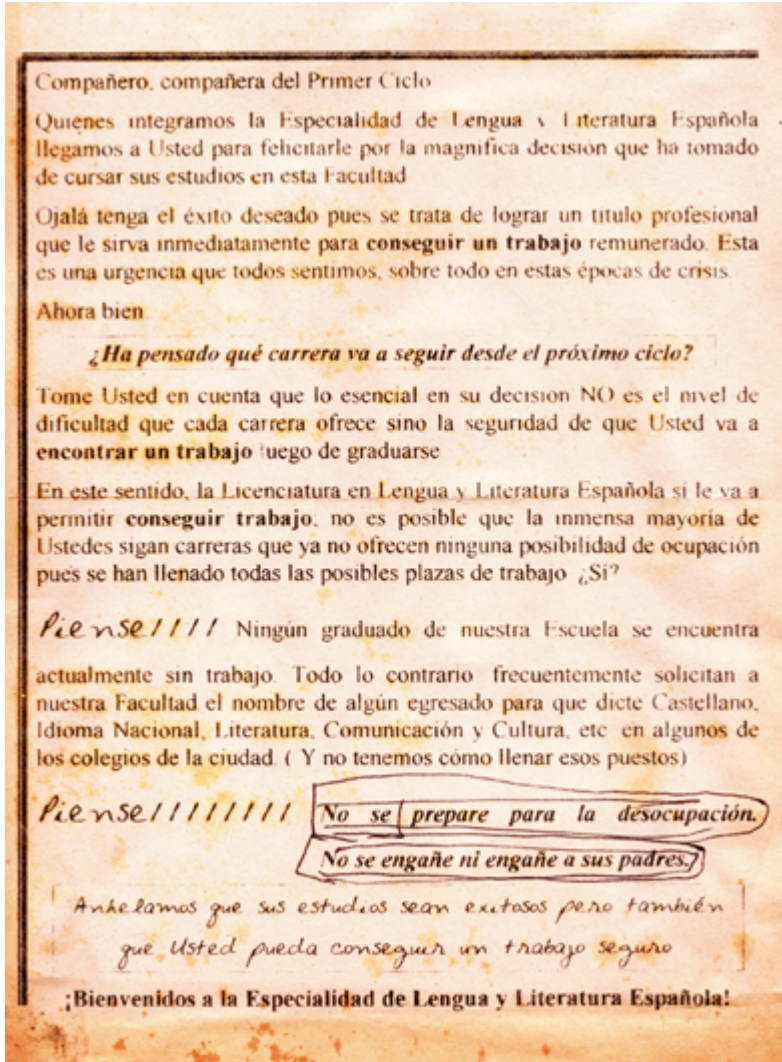 Compañero, compañera del Primer Ciclo
Quienes integramos la Especialidad de Lengua y Literatura Española
llegamos a Usted para felicitarle por la magnifica decisión que ha tomado
de cursar sus estudios en esta Facultad
Ojalá tenga el éxito deseado pues se trata de lograr un titulo profesional
que le sirva inmediatamente para conseguir un trabajo remunerado. Esta
es una urgencia que todos sentimos, sobre todo en estas épocas de crisis.
Ahora bien
¿Ha pensado qué carrera va a seguir desde el próximo ciclo?
Tome Usted en cuenta que lo esencial en su decision NO es el nivel de
dificultad que cada carrera ofrece sino la seguridad de que Usted va a
encontrar un trabajo luego de graduarse
En este sentido, la Licenciatura en Lengua y Literatura Española si le va a
permitir conseguir trabajo; no es posible que la inmensa mayoría de
Ustedes sigan carreras que ya no ofrecen ninguna posibilidad de ocupación
pues se han llenado todas las posibles plazas de trabajo ¿Sí?
Piense!!!! Ningún graduado de nuestra Escuela se encuentra
actualmente sin trabajo. Todo lo contrario frecuentemente solicitan a
nuestra Facultad el nombre de algún egresado para que dicte Castellano,
Idioma Nacional, Literatura, Comunicación y Cultura, etc en algunos de
los colegios de la ciudad. ( Y no tenemos cómo llenar esos puestos)
Piense!!!!!!!!! No se prepare para la desocupación.
No se engañe ni engañe a sus padres.
Anhelamos que sus estudios sean exitosos pero también
que Usted pueda conseguir un trabajo seguro
¡Bienvenidos a la Especialidad de Lengua y Literatura Española!